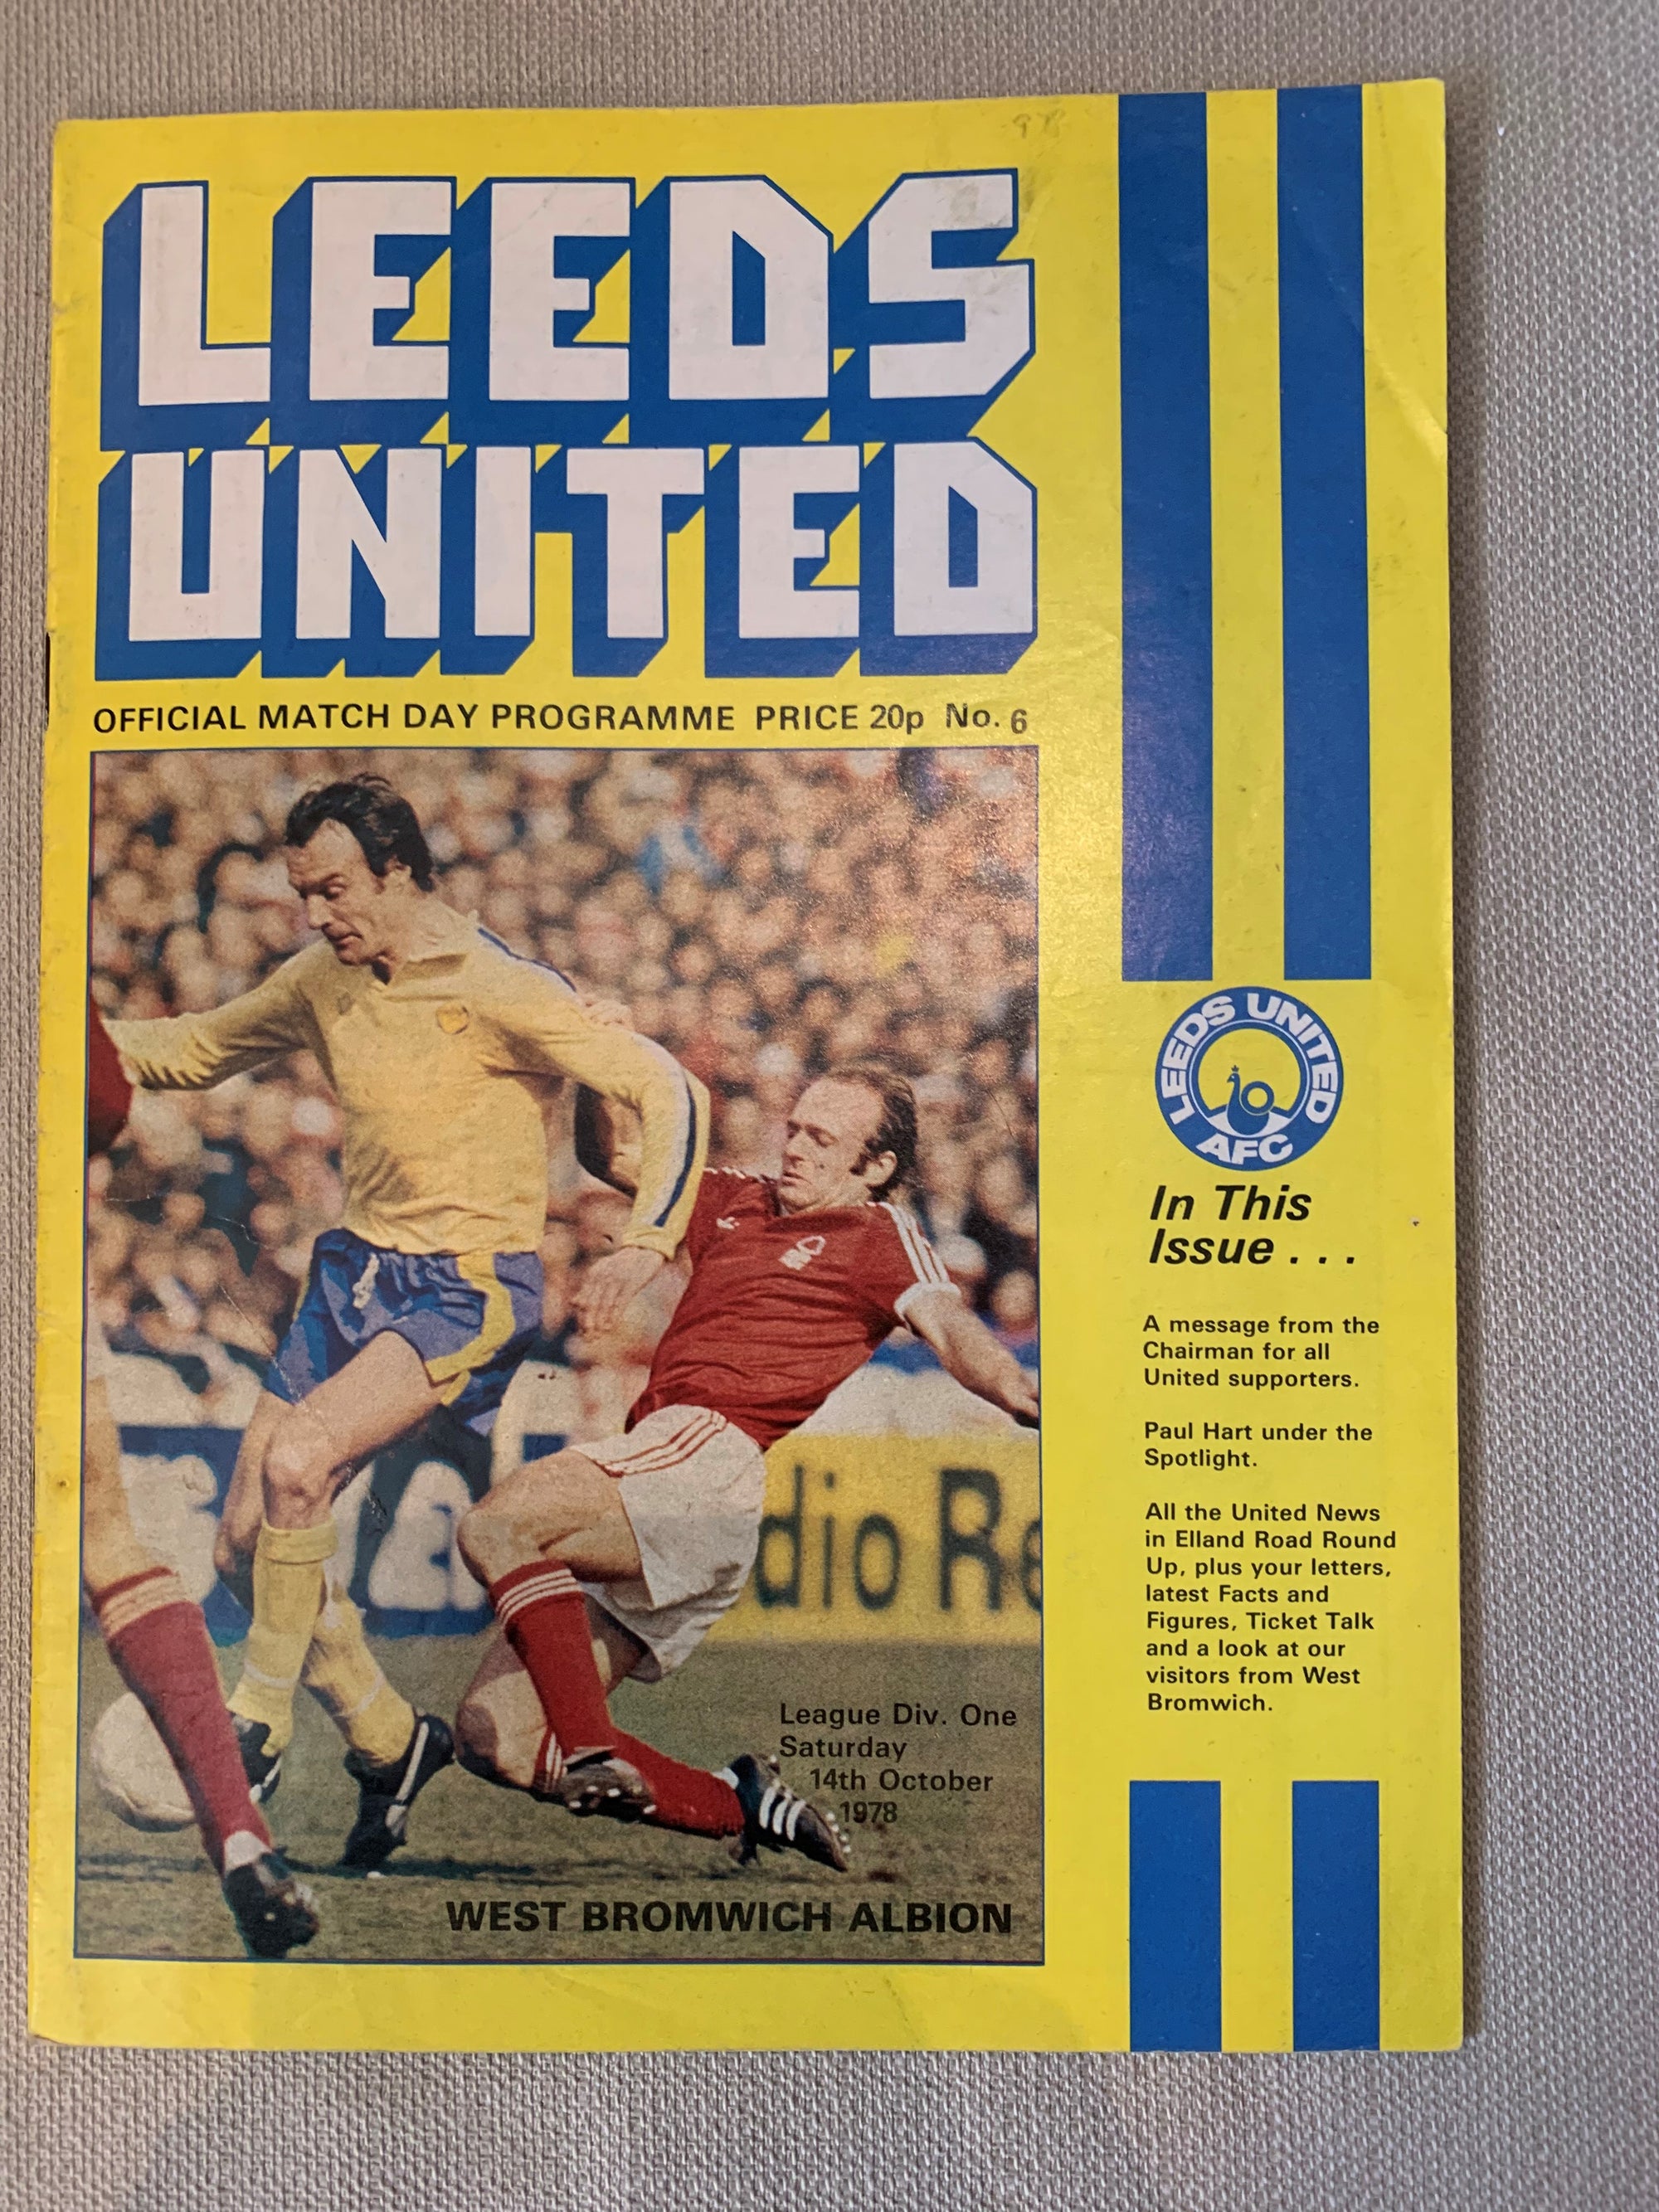 LEEDS
UNITED
OFFICIAL MATCH DAY PROGRAMME PRICE 20p No. 6
LEEDS UNITED
AFC
In This
Issue . . .
A message from the
Chairman for all
United supporters.
Paul Hart under the
Spotlight.
All the United News
in Elland Road Round
Up, plus your letters,
latest Facts and
Figures, Ticket Talk
and a look at our
visitors from West
Bromwich.
dio Re
League Div. One
Saturday
14th October
1978
WEST BROMWICH ALBION